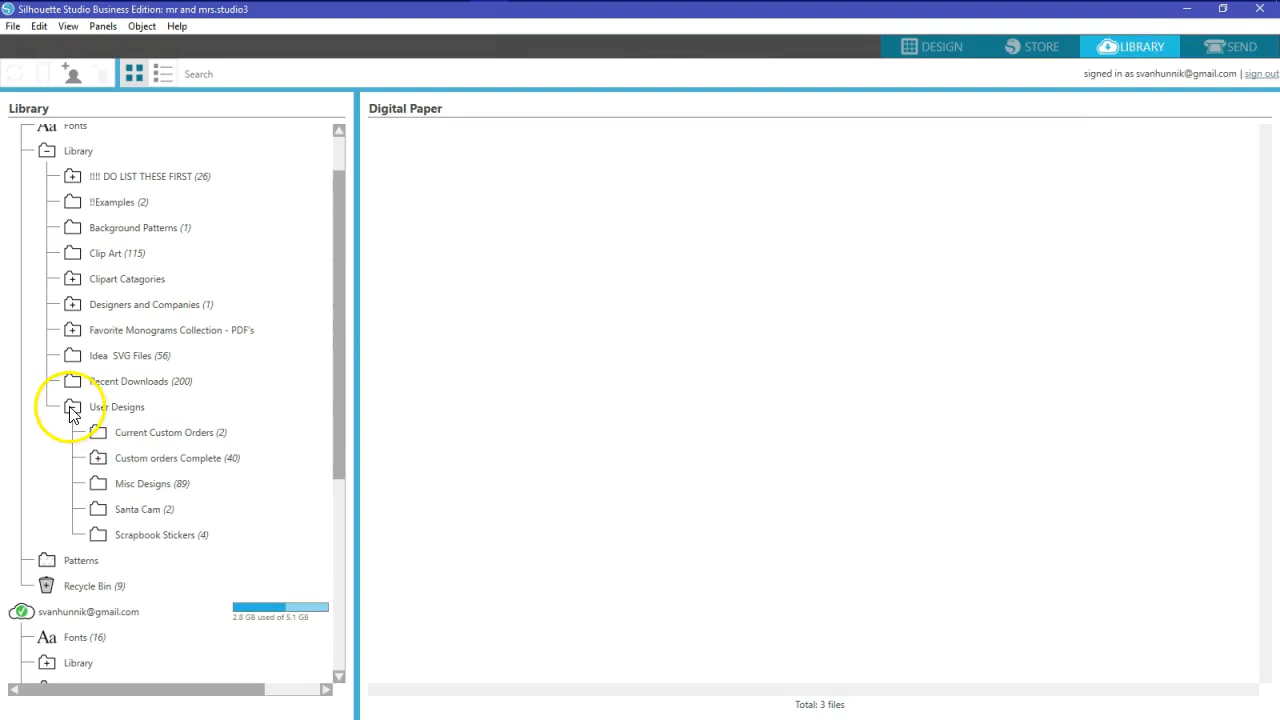 Silhouette Studio Business Edition: mr and mrs.studio3
File Edit View Panels Object Help
DESIGN STORE LIBRARY SEND
Search
signed in as svanhunnik@gmail.com | sign out
Library
Digital Paper
Aa Fonts
Library
!!!! DO LIST THESE FIRST (26)
!!Examples (2)
Background Patterns (1)
Clip Art (115)
Clipart Catagories
Designers and Companies (1)
Favorite Monograms Collection - PDF's
Idea SVG Files (56)
Recent Downloads (200)
User Designs
Current Custom Orders (2)
Custom orders Complete (40)
Misc Designs (89)
Santa Cam (2)
Scrapbook Stickers (4)
Patterns
Recycle Bin (9)
svanhunnik@gmail.com
2.8 GB used of 5.1 GB
Aa Fonts (16)
Library
Total: 3 files